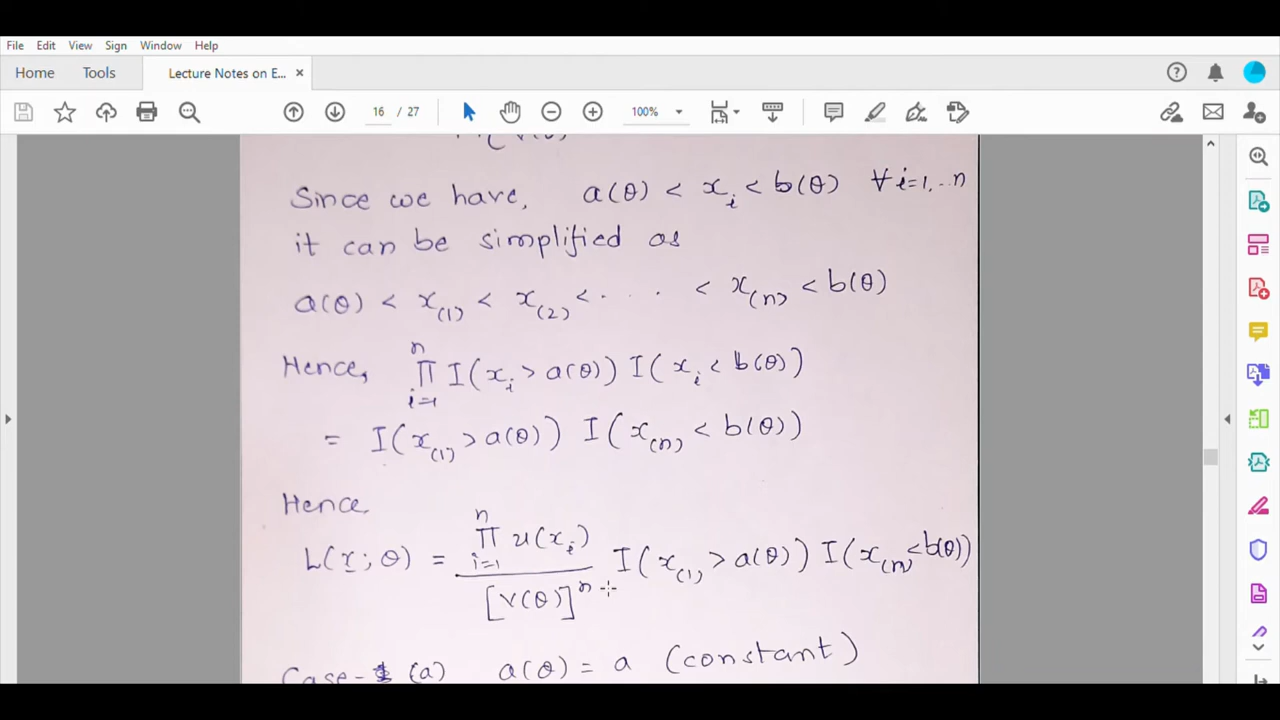 File Edit View Sign Window Help
Home Tools Lecture Notes on E... ×
16 / 27 100%
Since we have, a(θ) < x_i < b(θ) ∀ i=1,..n
it can be simplified as
a(θ) < x_(1) < x_(2) < . . . < x_(n) < b(θ)
Hence, ∏_{i=1}^{n} I(x_i > a(θ)) I(x_i < b(θ))
= I(x_(1) > a(θ)) I(x_(n) < b(θ))
Hence
L(x; θ) = ∏_{i=1}^{n} u(x_i) / [v(θ)]^n I(x_(1) > a(θ)) I(x_(n) < b(θ))
(a) a(θ) = a (constant)